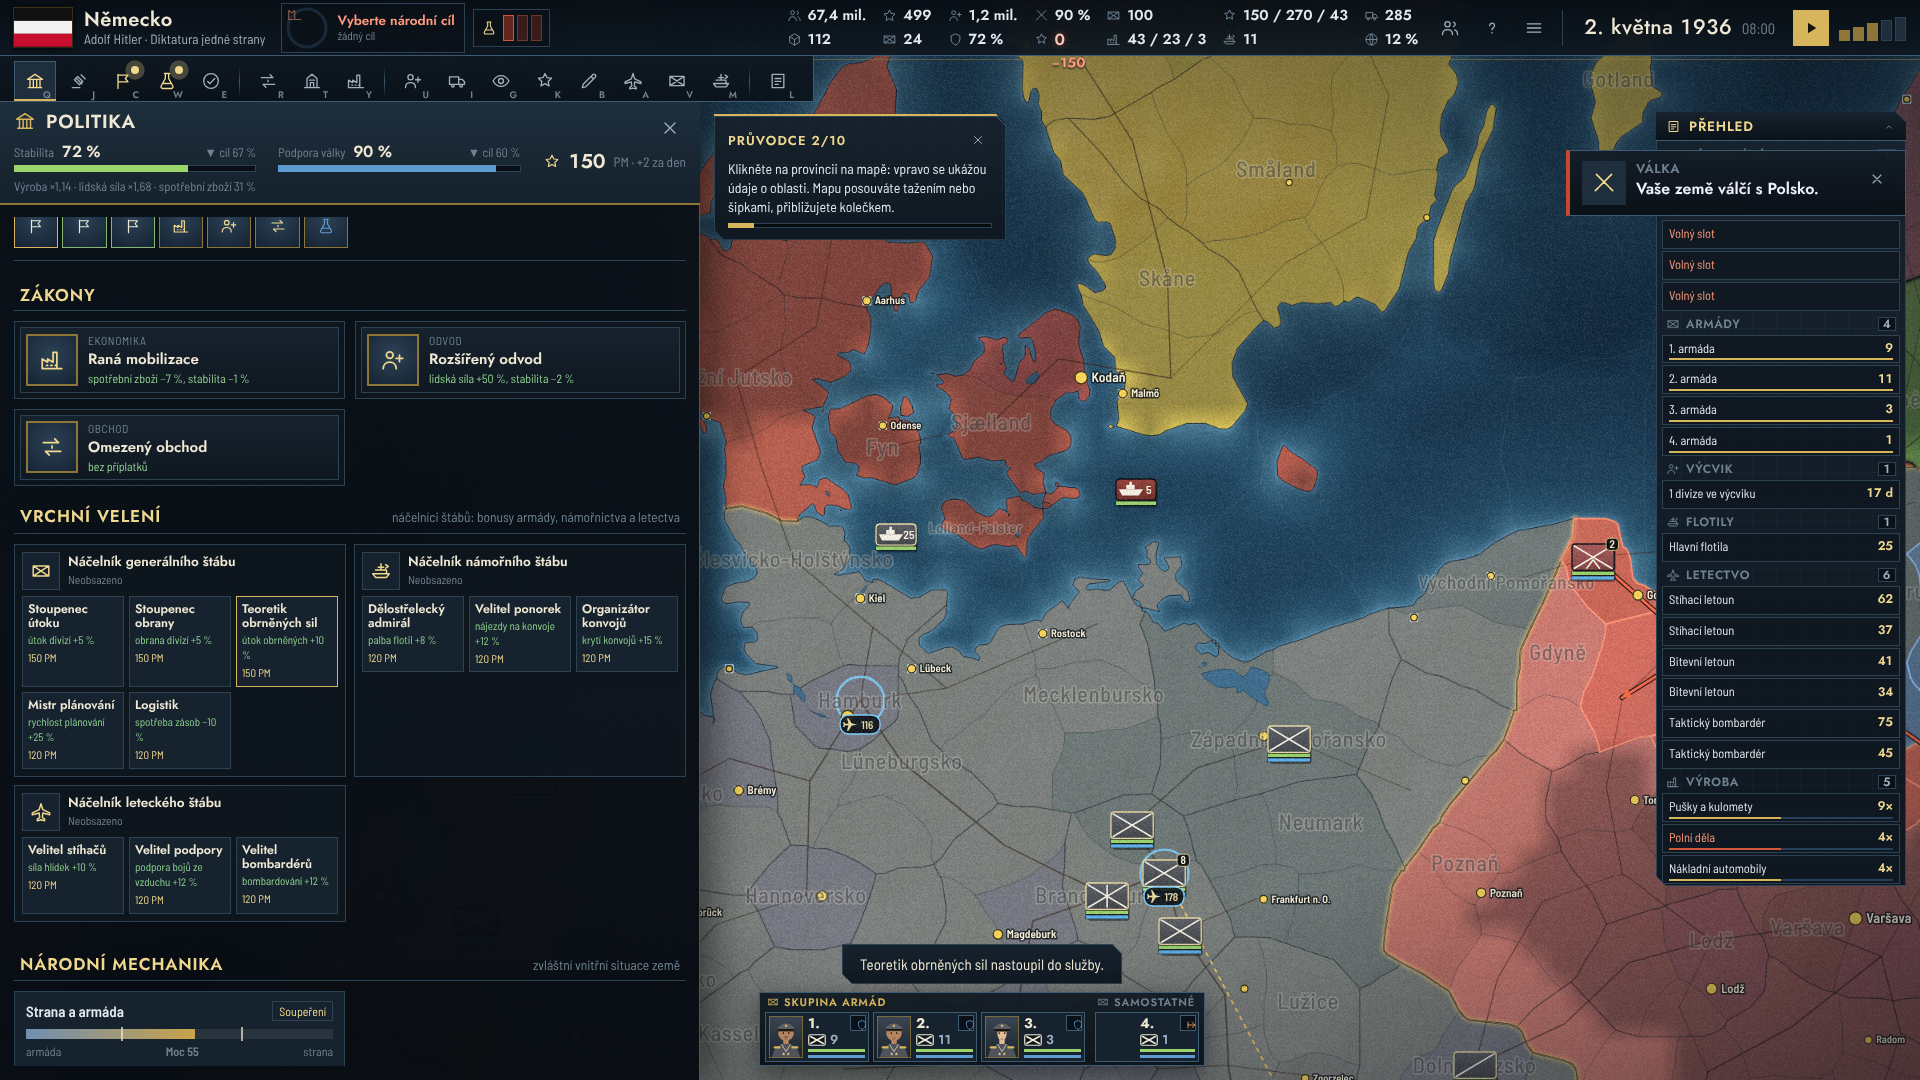 Německo
Adolf Hitler · Diktatura jedné strany
Vyberte národní cíl
žádný cíl
67,4 mil.
499
1,2 mil.
90 %
100
150 / 270 / 43
285
112
24
72 %
0
43 / 23 / 3
11
12 %
-150
?
2. května 1936
08:00
Q
J
C
W
E
R
T
Y
U
I
G
K
B
A
V
M
L
POLITIKA
Stabilita 72 %
▼ cíl 67 %
Podpora války 90 %
▼ cíl 60 %
150 PM · +2 za den
Výroba ×1,14 · lidská síla ×1,68 · spotřební zboží 31 %
ZÁKONY
EKONOMIKA
Raná mobilizace
spotřební zboží −7 %, stabilita −1 %
ODVOD
Rozšířený odvod
lidská síla +50 %, stabilita −2 %
OBCHOD
Omezený obchod
bez příplatků
VRCHNÍ VELENÍ
náčelníci štábů: bonusy armády, námořnictva a letectva
Náčelník generálního štábu
Neobsazeno
Stoupenec útoku
útok divizí +5 %
150 PM
Stoupenec obrany
obrana divizí +5 %
150 PM
Teoretik obrněných sil
útok obrněných +10 %
150 PM
Mistr plánování
rychlost plánování +25 %
120 PM
Logistik
spotřeba zásob −10 %
120 PM
Náčelník námořního štábu
Neobsazeno
Dělostřelecký admirál
palba flotil +8 %
120 PM
Velitel ponorek
nájezdy na konvoje +12 %
120 PM
Organizátor konvojů
krytí konvojů +15 %
120 PM
Náčelník leteckého štábu
Neobsazeno
Velitel stíhačů
síla hlídek +10 %
120 PM
Velitel podpory
podpora bojů ze vzduchu +12 %
120 PM
Velitel bombardérů
bombardování +12 %
120 PM
NÁRODNÍ MECHANIKA
zvláštní vnitřní situace země
Strana a armáda
Soupeření
armáda
Moc 55
strana
PRŮVODCE 2/10
Klikněte na provincii na mapě: vpravo se ukážou
údaje o oblasti. Mapu posouváte tažením nebo
šipkami, přibližujete kolečkem.
Gotland
Småland
Skåne
Aarhus
Kodaň
Malmö
Odense
Fyn
Sjælland
Lolland-Falster
5
25
Kiel
Rostock
Lübeck
Hamburk
116
Mecklenbursko
Lüneburgsko
Brémy
Hannoversko
Magdeburk
Kassel
Neumark
Východní Pomořansko
2
Gdyně
Poznaň
Poznaň
Frankfurt n. O.
8
178
Lužice
Lodž
Lodž
Varšava
Varšava
Radom
Zgorzelec
Teoretik obrněných sil nastoupil do služby.
SKUPINA ARMÁD
SAMOSTATNÉ
1.
9
2.
11
3.
3
4.
1
PŘEHLED
VÁLKA
Vaše země válčí s Polsko.
Volný slot
Volný slot
Volný slot
ARMÁDY 4
1. armáda 9
2. armáda 11
3. armáda 3
4. armáda 1
VÝCVIK 1
1 divize ve výcviku 17 d
FLOTILY 1
Hlavní flotila 25
LETECTVO 6
Stíhací letoun 62
Stíhací letoun 37
Bitevní letoun 41
Bitevní letoun 34
Taktický bombardér 75
Taktický bombardér 45
VÝROBA 5
Pušky a kulomety 9×
Polní děla 4×
Nákladní automobily 4×